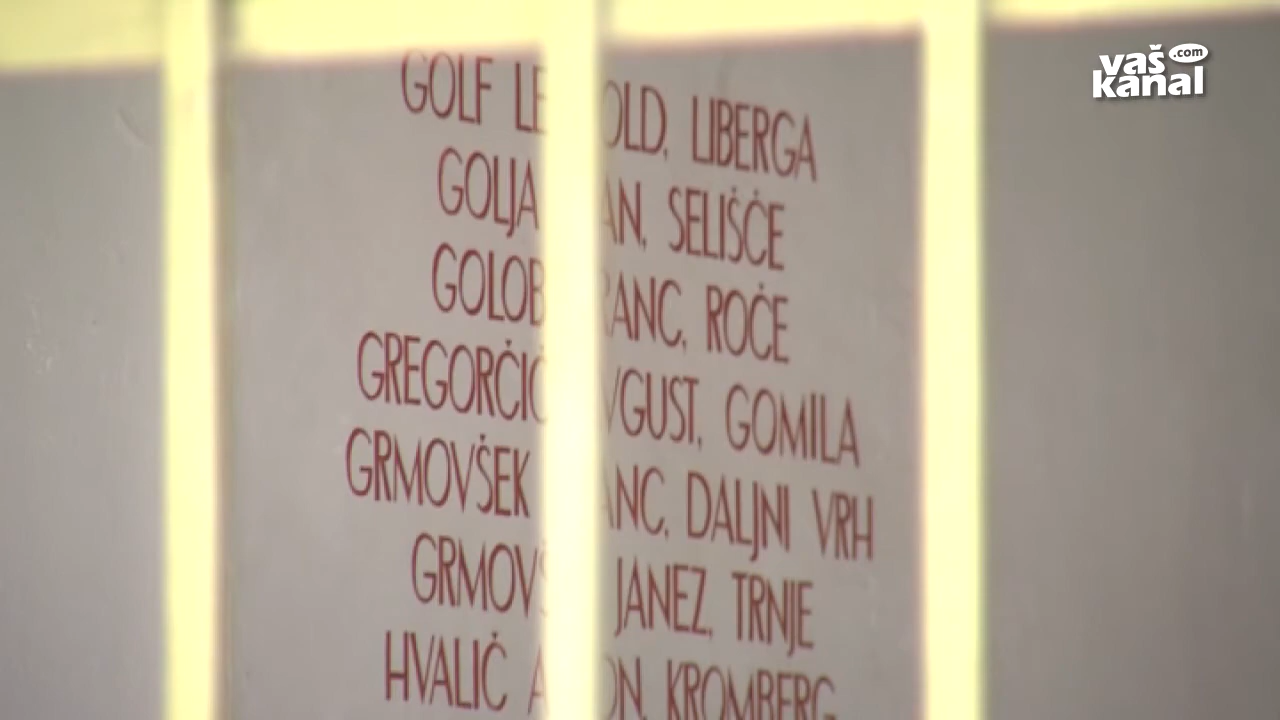 vaš .com
kanal
GOLF LE OLD, LIBERGA
GOLJA AN, SELIŠČE
GOLOB RANC, ROČE
GREGORČIČ VGUST, GOMILA
GRMOVŠEK ANC, DALJNI VRH
GRMOVŠ JANEZ, TRNJE
HVALIČ A ON, KROMBERG